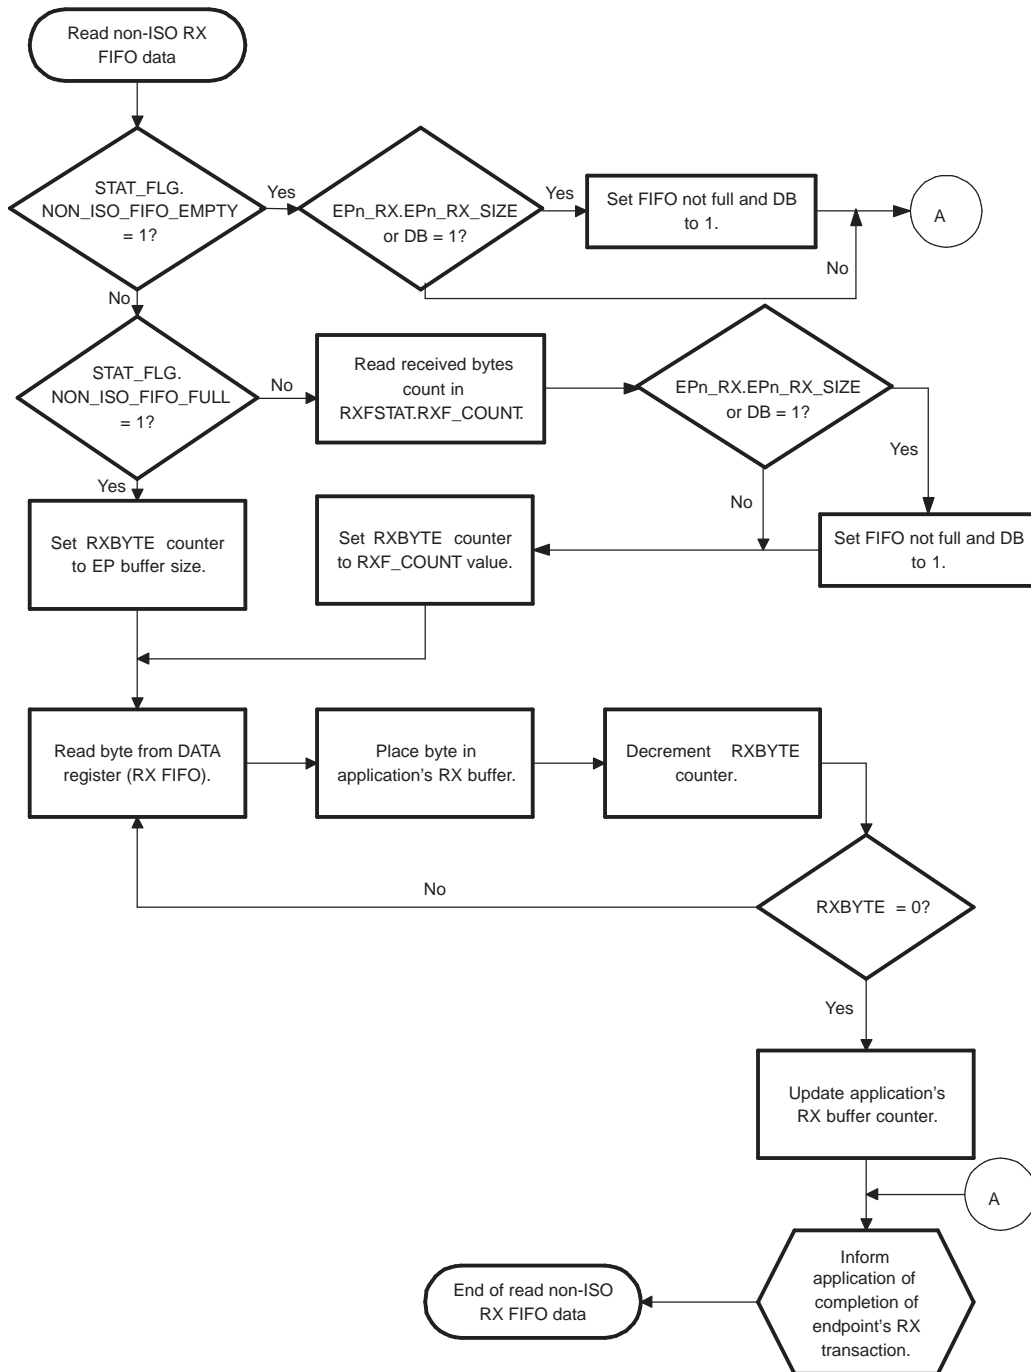 Read non-ISO RX
FIFO data
STAT_FLG.
NON_ISO_FIFO_EMPTY
= 1?
Yes
EPn_RX.EPn_RX_SIZE
or DB = 1?
Yes
Set FIFO not full and DB
to 1.
A
No
No
STAT_FLG.
NON_ISO_FIFO_FULL
= 1?
No
Read received bytes
count in
RXFSTAT.RXF_COUNT.
EPn_RX.EPn_RX_SIZE
or DB = 1?
Yes
Yes
No
Set RXBYTE counter
to EP buffer size.
Set RXBYTE counter
to RXF_COUNT value.
Set FIFO not full and DB
to 1.
Read byte from DATA
register (RX FIFO).
Place byte in
application's RX buffer.
Decrement RXBYTE
counter.
No
RXBYTE = 0?
Yes
Update application's
RX buffer counter.
A
Inform
application of
completion of
endpoint's RX
transaction.
End of read non-ISO
RX FIFO data